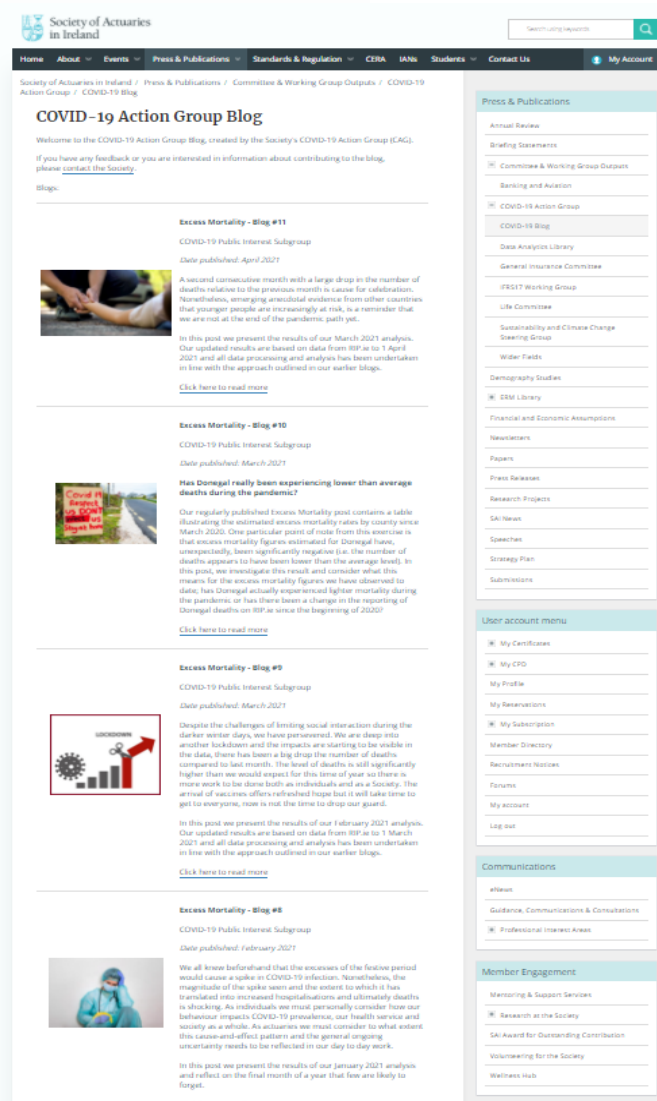 Society of Actuaries
in Ireland
Search using keywords
Home About Events Press & Publications Standards & Regulation CERA IANs Students Contact Us My Account
Society of Actuaries in Ireland / Press & Publications / Committee & Working Group Outputs / COVID-19
Action Group / COVID-19 Blog
COVID-19 Action Group Blog
Welcome to the COVID-19 Action Group Blog, created by the Society's COVID-19 Action Group (CAG).
If you have any feedback or you are interested in information about contributing to the blog,
please contact the Society.
Blogs:
Excess Mortality - Blog #11
COVID-19 Public Interest Subgroup
Date published: April 2021
A second consecutive month with a large drop in the number of
deaths relative to the previous month is cause for celebration.
Nonetheless, emerging anecdotal evidence from other countries
that younger people are increasingly at risk, is a reminder that
we are not at the end of the pandemic path yet.
In this post we present the results of our March 2021 analysis.
Our updated results are based on data from RIP.ie to 1 April
2021 and all data processing and analysis has been undertaken
in line with the approach outlined in our earlier blogs.
Click here to read more
Excess Mortality - Blog #10
COVID-19 Public Interest Subgroup
Date published: March 2021
Has Donegal really been experiencing lower than average
deaths during the pandemic?
Our regularly published Excess Mortality post contains a table
illustrating the estimated excess mortality rates by county since
March 2020. One particular point of note from this exercise is
that excess mortality figures estimated for Donegal have,
unexpectedly, been significantly negative (i.e. the number of
deaths appears to have been lower than the average level). In
this post, we investigate this result and consider what this
means for the excess mortality figures we have observed to
date; has Donegal actually experienced lighter mortality during
the pandemic or has there been a change in the reporting of
Donegal deaths on RIP.ie since the beginning of 2020?
Click here to read more
Covid 19
Respect
us DONT
us
Stay at home
Excess Mortality - Blog #9
COVID-19 Public Interest Subgroup
Date published: March 2021
Despite the challenges of limiting social interaction during the
darker winter days, we have persevered. We are deep into
another lockdown and the impacts are starting to be visible in
the data, there has been a big drop the number of deaths
compared to last month. The level of deaths is still significantly
higher than we would expect for this time of year so there is
more work to be done both as individuals and as a Society. The
arrival of vaccines offers refreshed hope but it will take time to
get to everyone, now is not the time to drop our guard.
In this post we present the results of our February 2021 analysis.
Our updated results are based on data from RIP.ie to 1 March
2021 and all data processing and analysis has been undertaken
in line with the approach outlined in our earlier blogs.
Click here to read more
LOCKDOWN
Excess Mortality - Blog #8
COVID-19 Public Interest Subgroup
Date published: February 2021
We all knew beforehand that the excesses of the festive period
would cause a spike in COVID-19 infection. Nonetheless, the
magnitude of the spike seen and the extent to which it has
translated into increased hospitalisations and ultimately deaths
is shocking. As individuals we must personally consider how our
behaviour impacts COVID-19 prevalence, our health service and
society as a whole. As actuaries we must consider to what extent
this cause-and-effect pattern and the general ongoing
uncertainty needs to be reflected in our day to day work.
In this post we present the results of our January 2021 analysis
and reflect on the final month of a year that few are likely to
forget.
Press & Publications
Annual Review
Briefing Statements
Committee & Working Group Outputs
Banking and Aviation
COVID-19 Action Group
COVID-19 Blog
Data Analytics Library
General Insurance Committee
IFRS17 Working Group
Life Committee
Sustainability and Climate Change
Steering Group
Wider Fields
Demography Studies
ERM Library
Financial and Economic Assumptions
Newsletters
Papers
Press Releases
Research Projects
SAI News
Speeches
Strategy Plan
Submissions
User account menu
My Certificates
My CPD
My Profile
My Reservations
My Subscription
Member Directory
Recruitment Notices
Forums
My account
Log out
Communications
eNews
Guidance, Communications & Consultations
Professional Interest Areas
Member Engagement
Mentoring & Support Services
Research at the Society
SAI Award for Outstanding Contribution
Volunteering for the Society
Wellness Hub